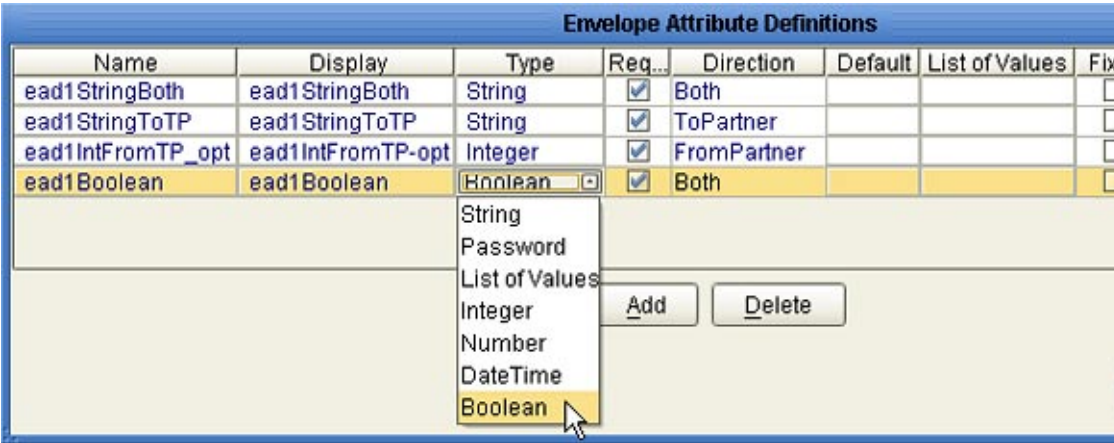 Envelope Attribute Definitions
Name Display Type Req... Direction Default List of Values Fix
ead1StringBoth ead1StringBoth String Both
ead1StringToTP ead1StringToTP String ToPartner
ead1IntFromTP_opt ead1IntFromTP-opt Integer FromPartner
ead1Boolean ead1Boolean Boolean Both
String
Password
List of Values
Integer
Number
DateTime
Boolean
Add Delete